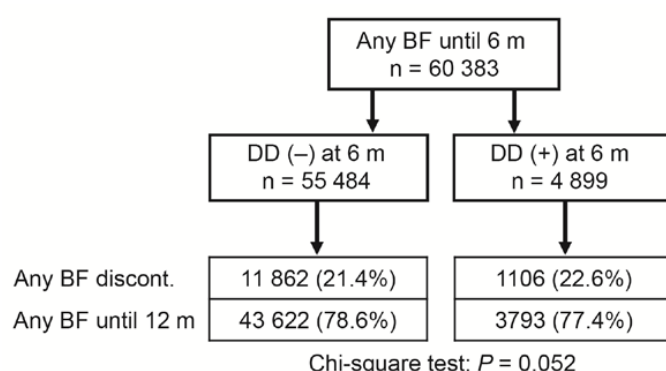 Any BF until 6 m
n = 60 383
DD (–) at 6 m
n = 55 484
DD (+) at 6 m
n = 4 899
Any BF discont.
11 862 (21.4%)
1106 (22.6%)
Any BF until 12 m
43 622 (78.6%)
3793 (77.4%)
Chi-square test: P = 0.052